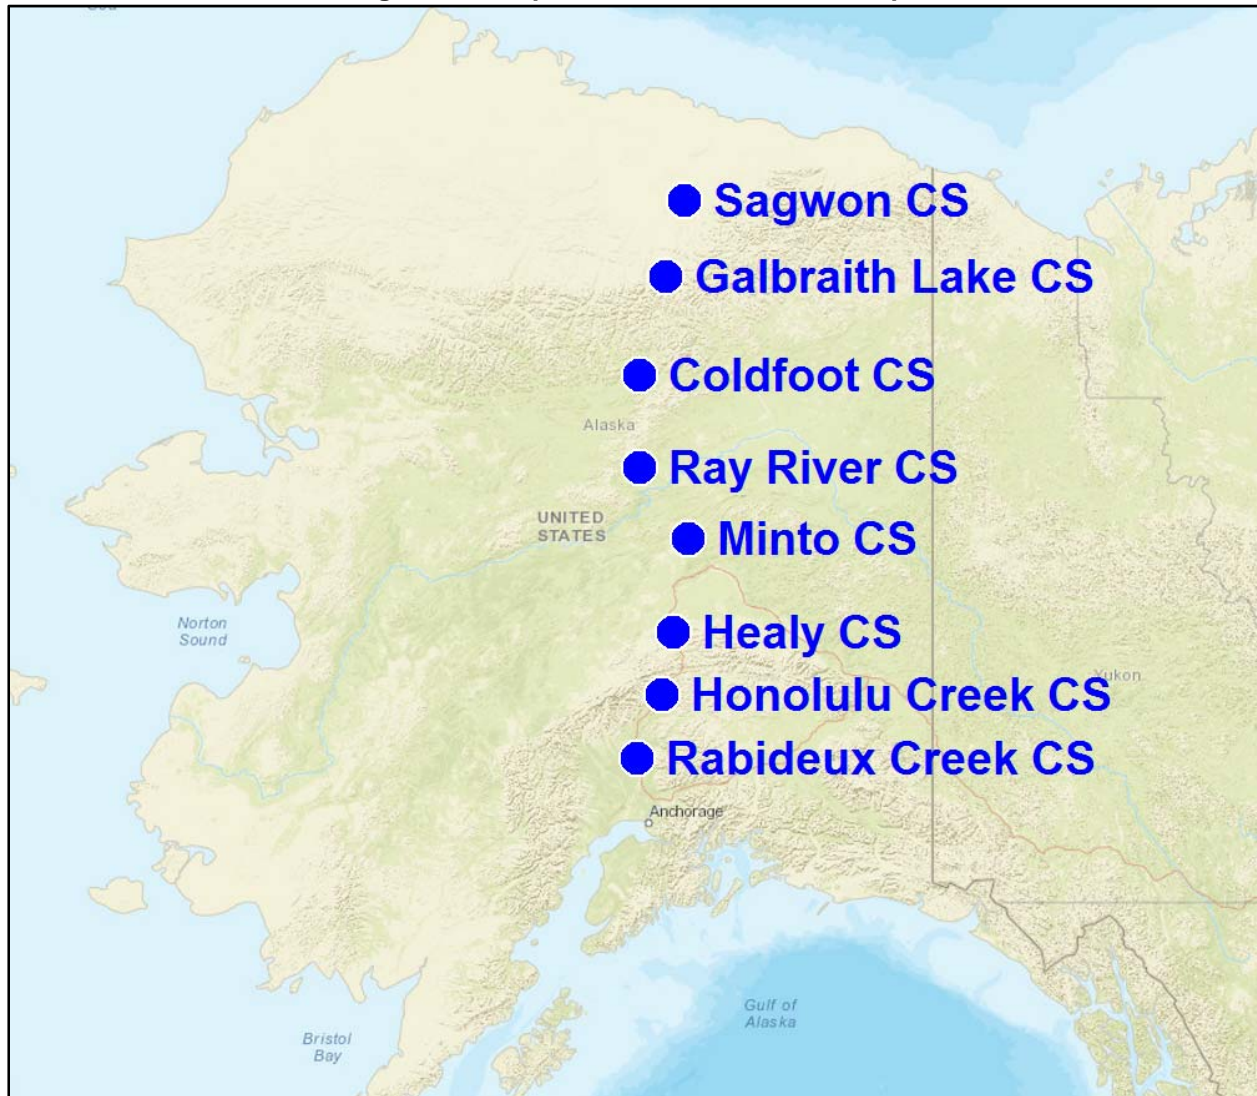 Sagwon CS
Galbraith Lake CS
Coldfoot CS
Alaska
Ray River CS
UNITED
STATES
Minto CS
Norton
Sound
Healy CS
Yukon
Honolulu Creek CS
Rabideux Creek CS
Anchorage
Gulf of
Alaska
Bristol
Bay